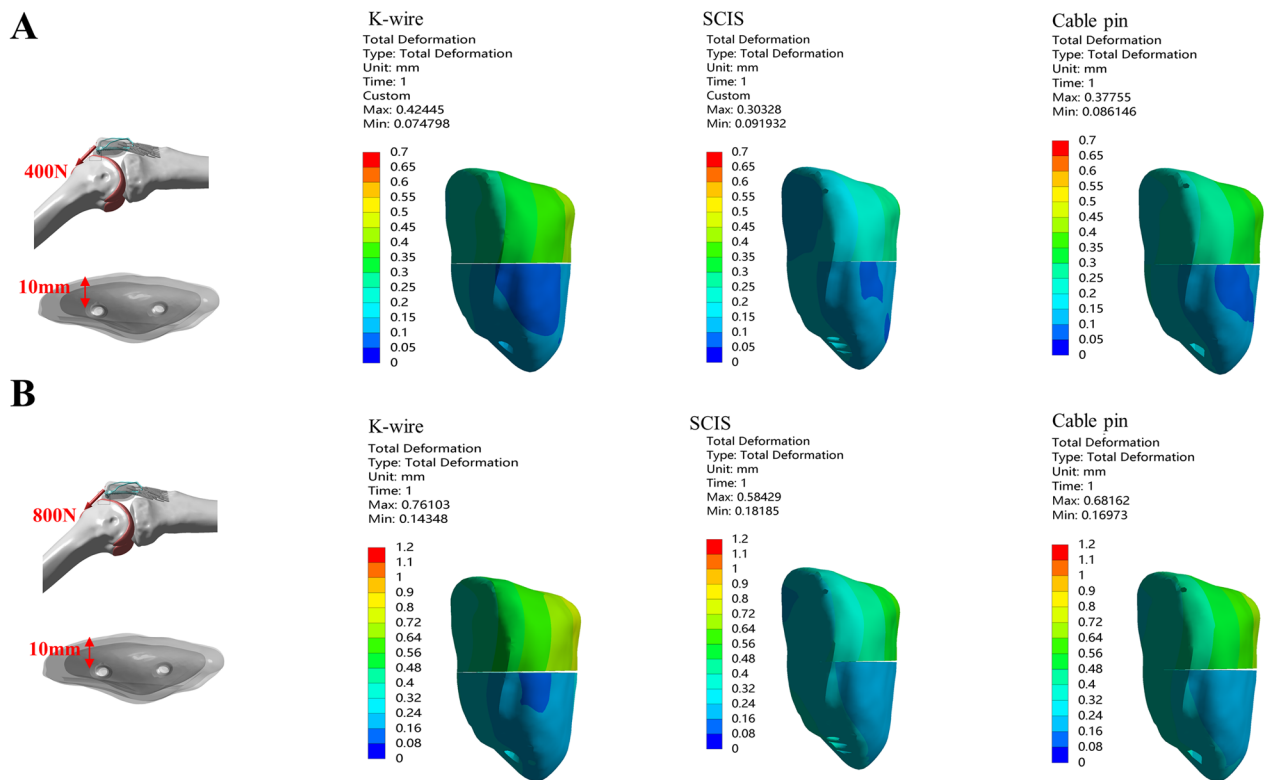 A
400N
10mm
K-wire
Total Deformation
Type: Total Deformation
Unit: mm
Time: 1
Custom
Max: 0.42445
Min: 0.074798
0.7
0.65
0.6
0.55
0.5
0.45
0.4
0.35
0.3
0.25
0.2
0.15
0.1
0.05
0
SCIS
Total Deformation
Type: Total Deformation
Unit: mm
Time: 1
Custom
Max: 0.30328
Min: 0.091932
0.7
0.65
0.6
0.55
0.5
0.45
0.4
0.35
0.3
0.25
0.2
0.15
0.1
0.05
0
Cable pin
Total Deformation
Type: Total Deformation
Unit: mm
Time: 1
Max: 0.37755
Min: 0.086146
0.7
0.65
0.6
0.55
0.5
0.45
0.4
0.35
0.3
0.25
0.2
0.15
0.1
0.05
0
B
800N
10mm
K-wire
Total Deformation
Type: Total Deformation
Unit: mm
Time: 1
Max: 0.76103
Min: 0.14348
1.2
1.1
1
0.9
0.8
0.72
0.64
0.56
0.48
0.4
0.32
0.24
0.16
0.08
0
SCIS
Total Deformation
Type: Total Deformation
Unit: mm
Time: 1
Max: 0.58429
Min: 0.18185
1.2
1.1
1
0.9
0.8
0.72
0.64
0.56
0.48
0.4
0.32
0.24
0.16
0.08
0
Cable pin
Total Deformation
Type: Total Deformation
Unit: mm
Time: 1
Max: 0.68162
Min: 0.16973
1.2
1.1
1
0.9
0.8
0.72
0.64
0.56
0.48
0.4
0.32
0.24
0.16
0.08
0